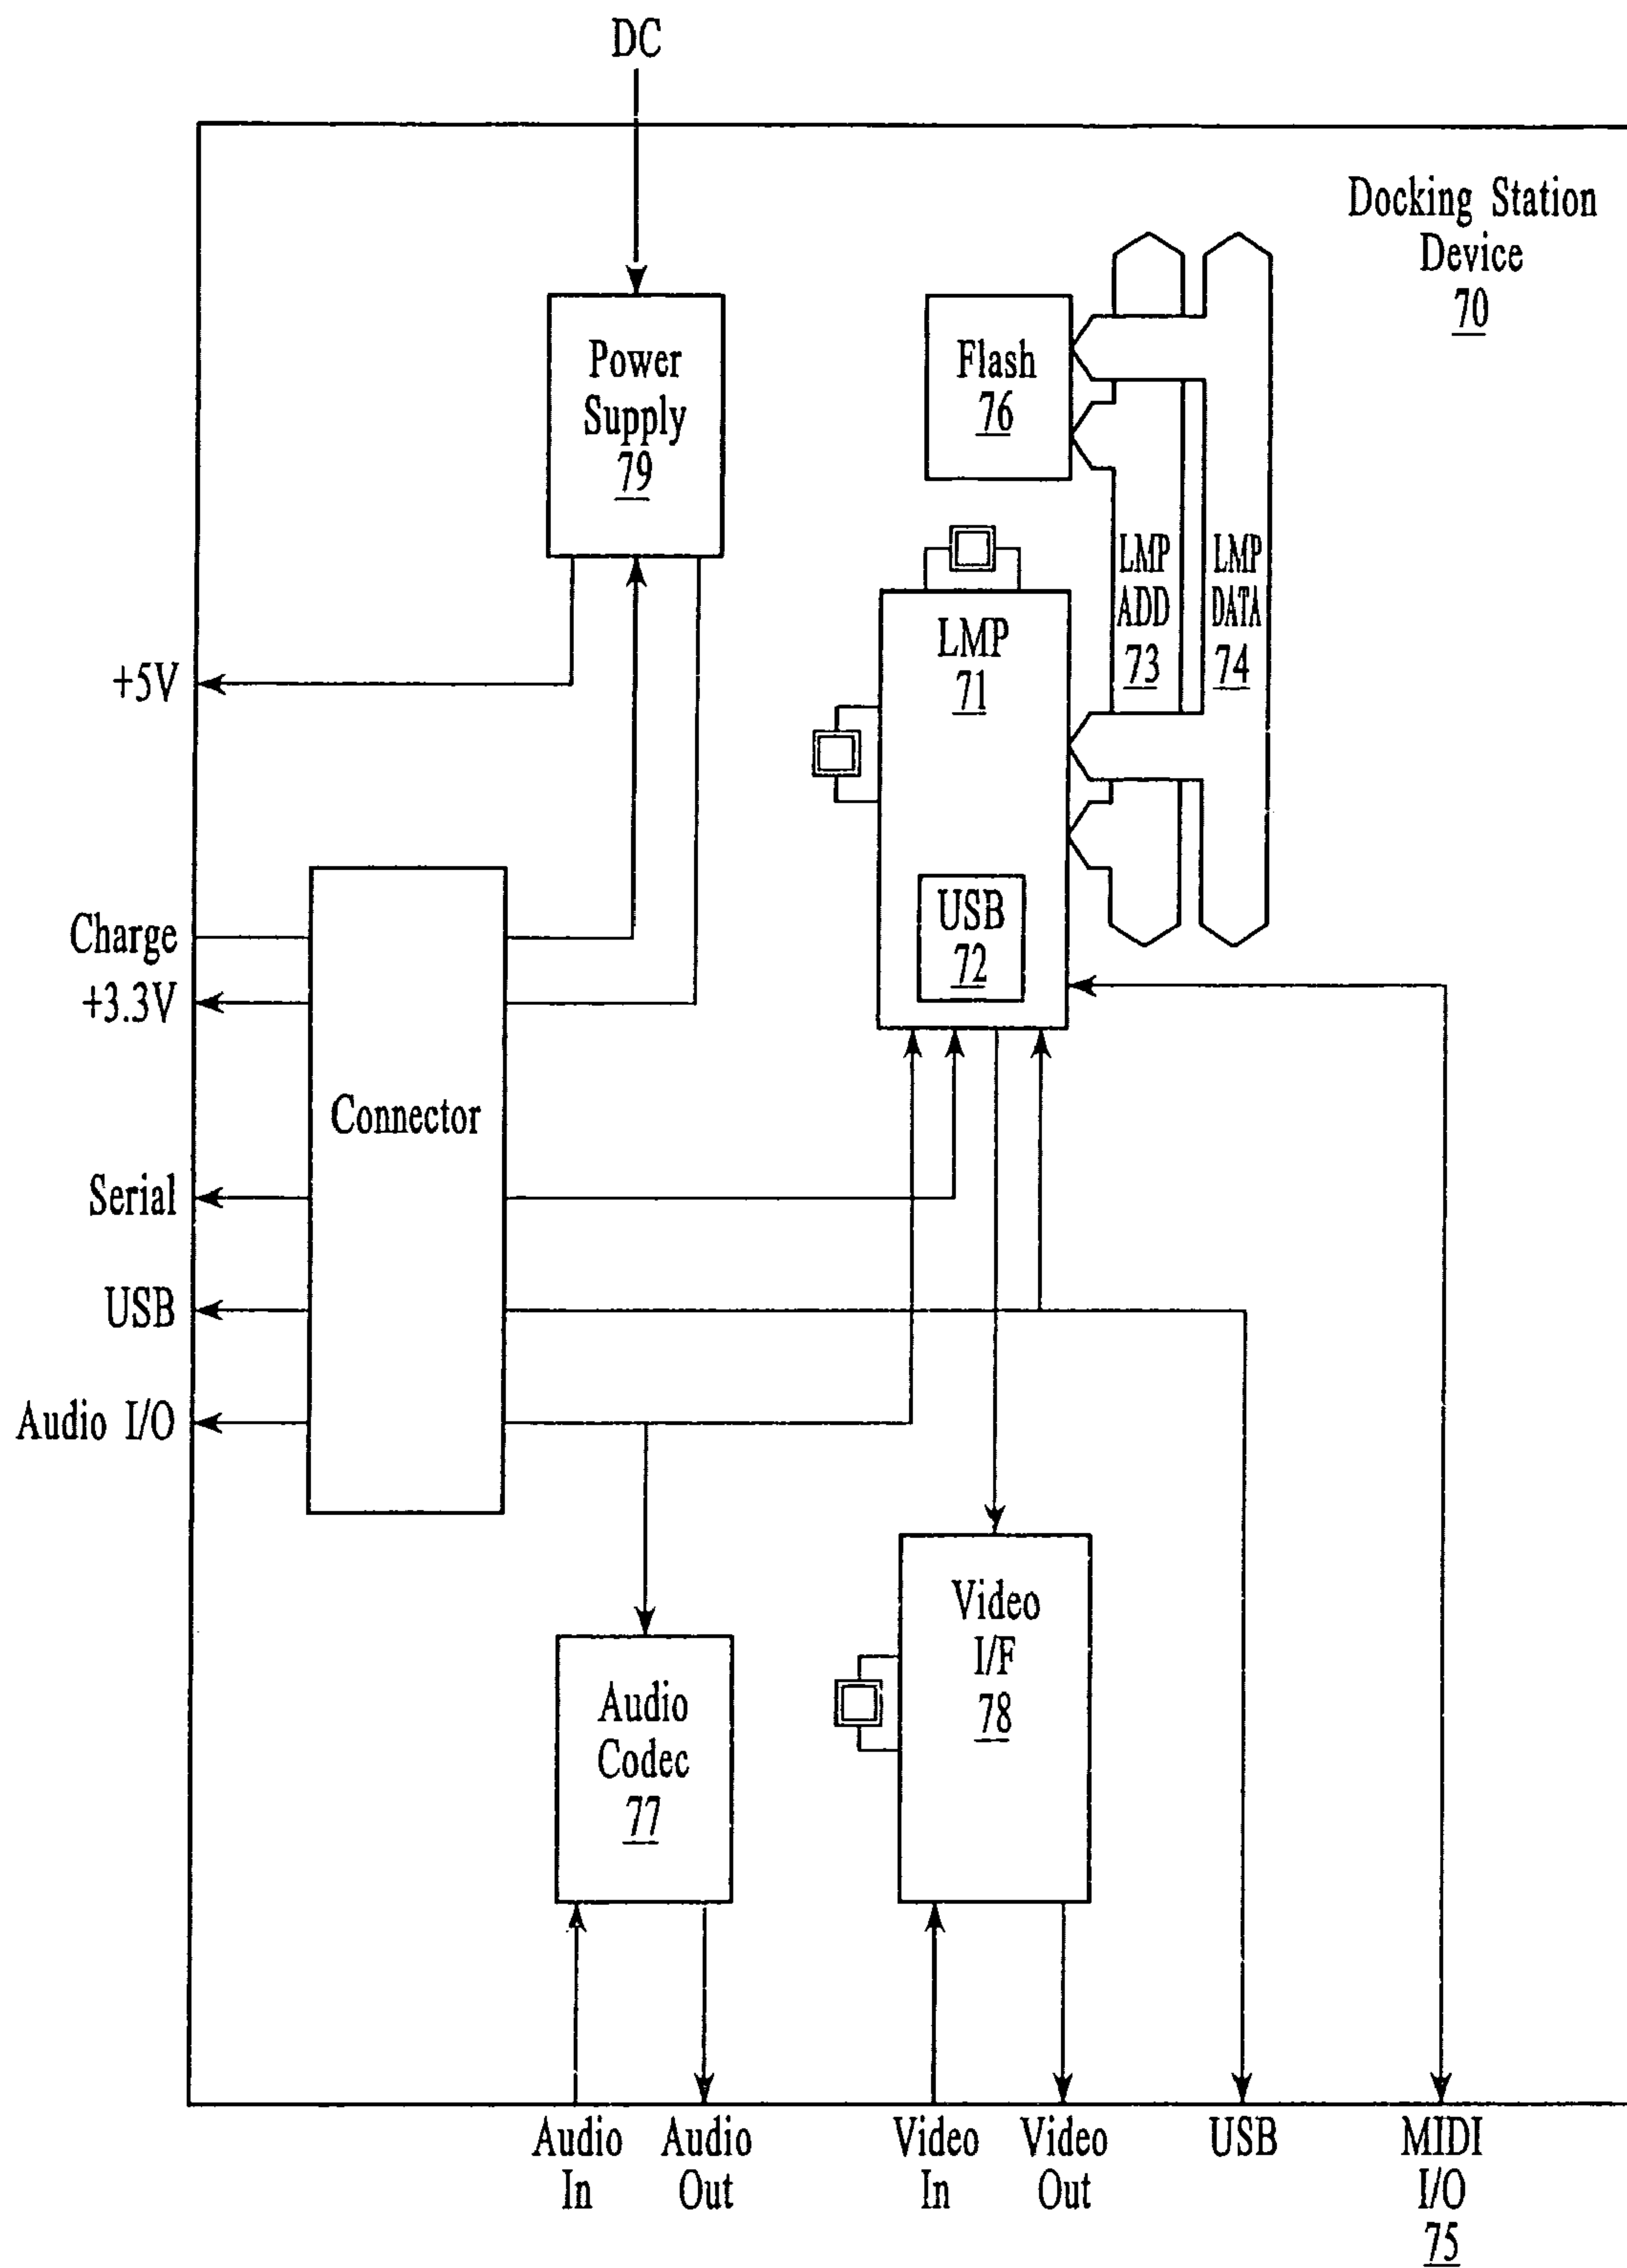 DC
Docking Station
Device
70
Power
Supply
79
Flash
76
LMP
ADD
73
LMP
DATA
74
LMP
71
USB
72
+5V
Charge
+3.3V
Connector
Serial
USB
Audio I/O
Video
I/F
78
Audio
Codec
77
Audio
In
Audio
Out
Video
In
Video
Out
USB
MIDI
I/O
75